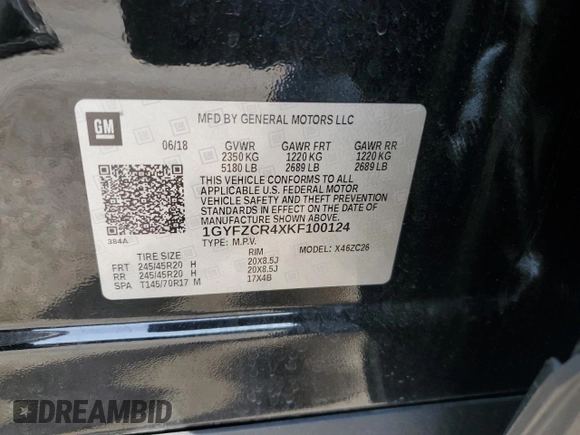 GM
MFD BY GENERAL MOTORS LLC
06/18 GVWR GAWR FRT GAWR RR
2350 KG 1220 KG 1220 KG
5180 LB 2689 LB 2689 LB
THIS VEHICLE CONFORMS TO ALL
APPLICABLE U.S. FEDERAL MOTOR
VEHICLE SAFETY AND THEFT PREVENTION
STANDARDS IN EFFECT ON THE DATE OF
MANUFACTURE SHOWN ABOVE.
1GYFZCR4XKF100124
384A TYPE: M.P.V. MODEL: X46ZC26
TIRE SIZE RIM
FRT 245/45R20 H 20X8.5J
RR 245/45R20 H 20X8.5J
SPA T145/70R17 M 17X4B
DREAMBID